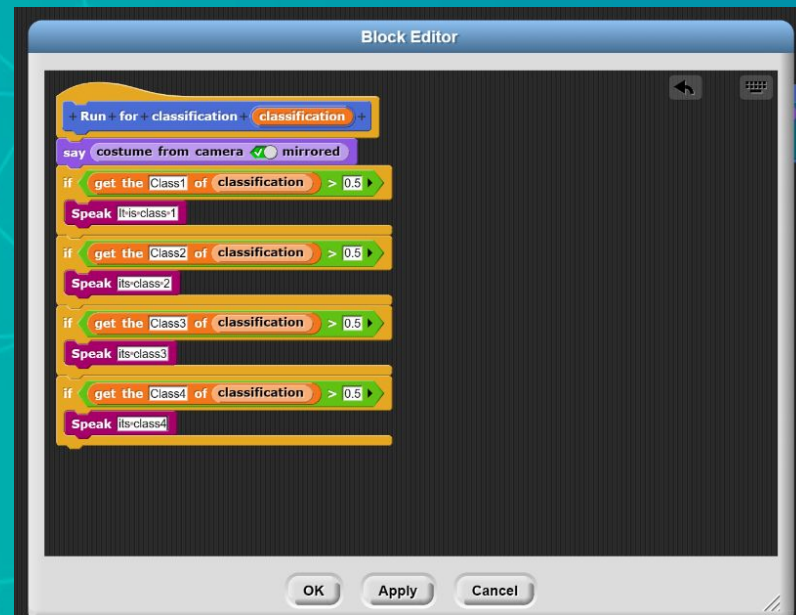 Block Editor
+ Run + for + classification + classification +
say costume from camera mirrored
if get the Class1 of classification > 0.5
Speak It is class 1
if get the Class2 of classification > 0.5
Speak its class 2
if get the Class3 of classification > 0.5
Speak its class3
if get the Class4 of classification > 0.5
Speak its class4
OK Apply Cancel